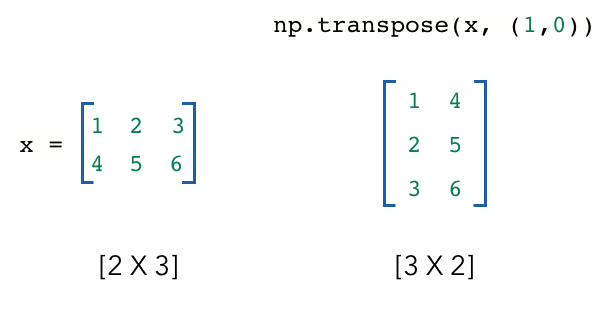 np.transpose(x, (1,0))
x =
1 2 3
4 5 6
1 4
2 5
3 6
[2 X 3]
[3 X 2]